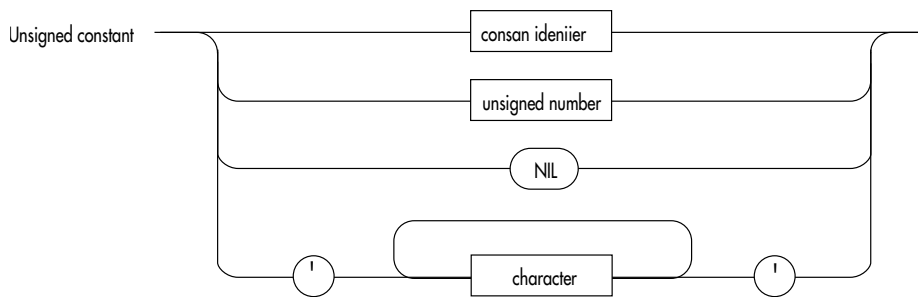 Unsigned constant
consan ideniier
unsigned number
NIL
' character '